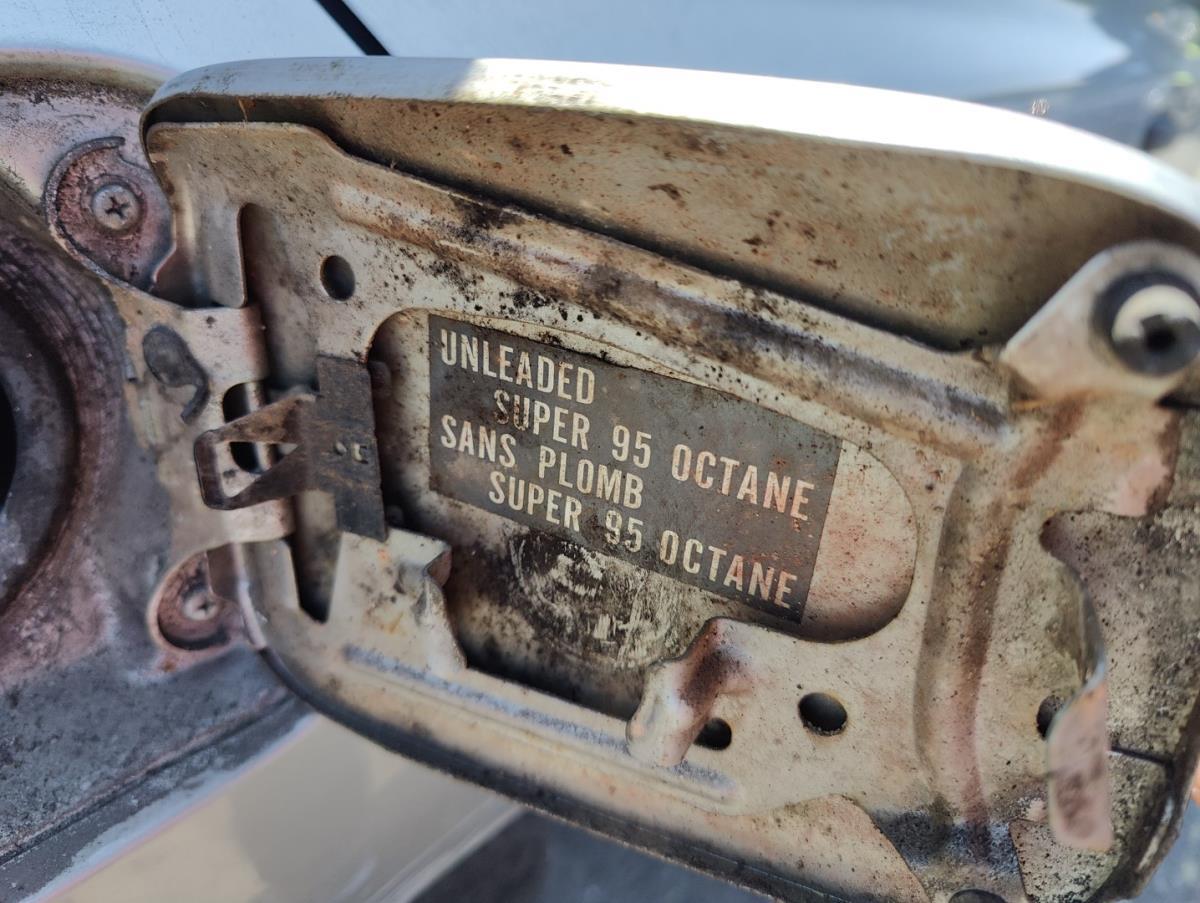 UNLEADED
SUPER 95 OCTANE
SANS PLOMB
SUPER 95 OCTANE